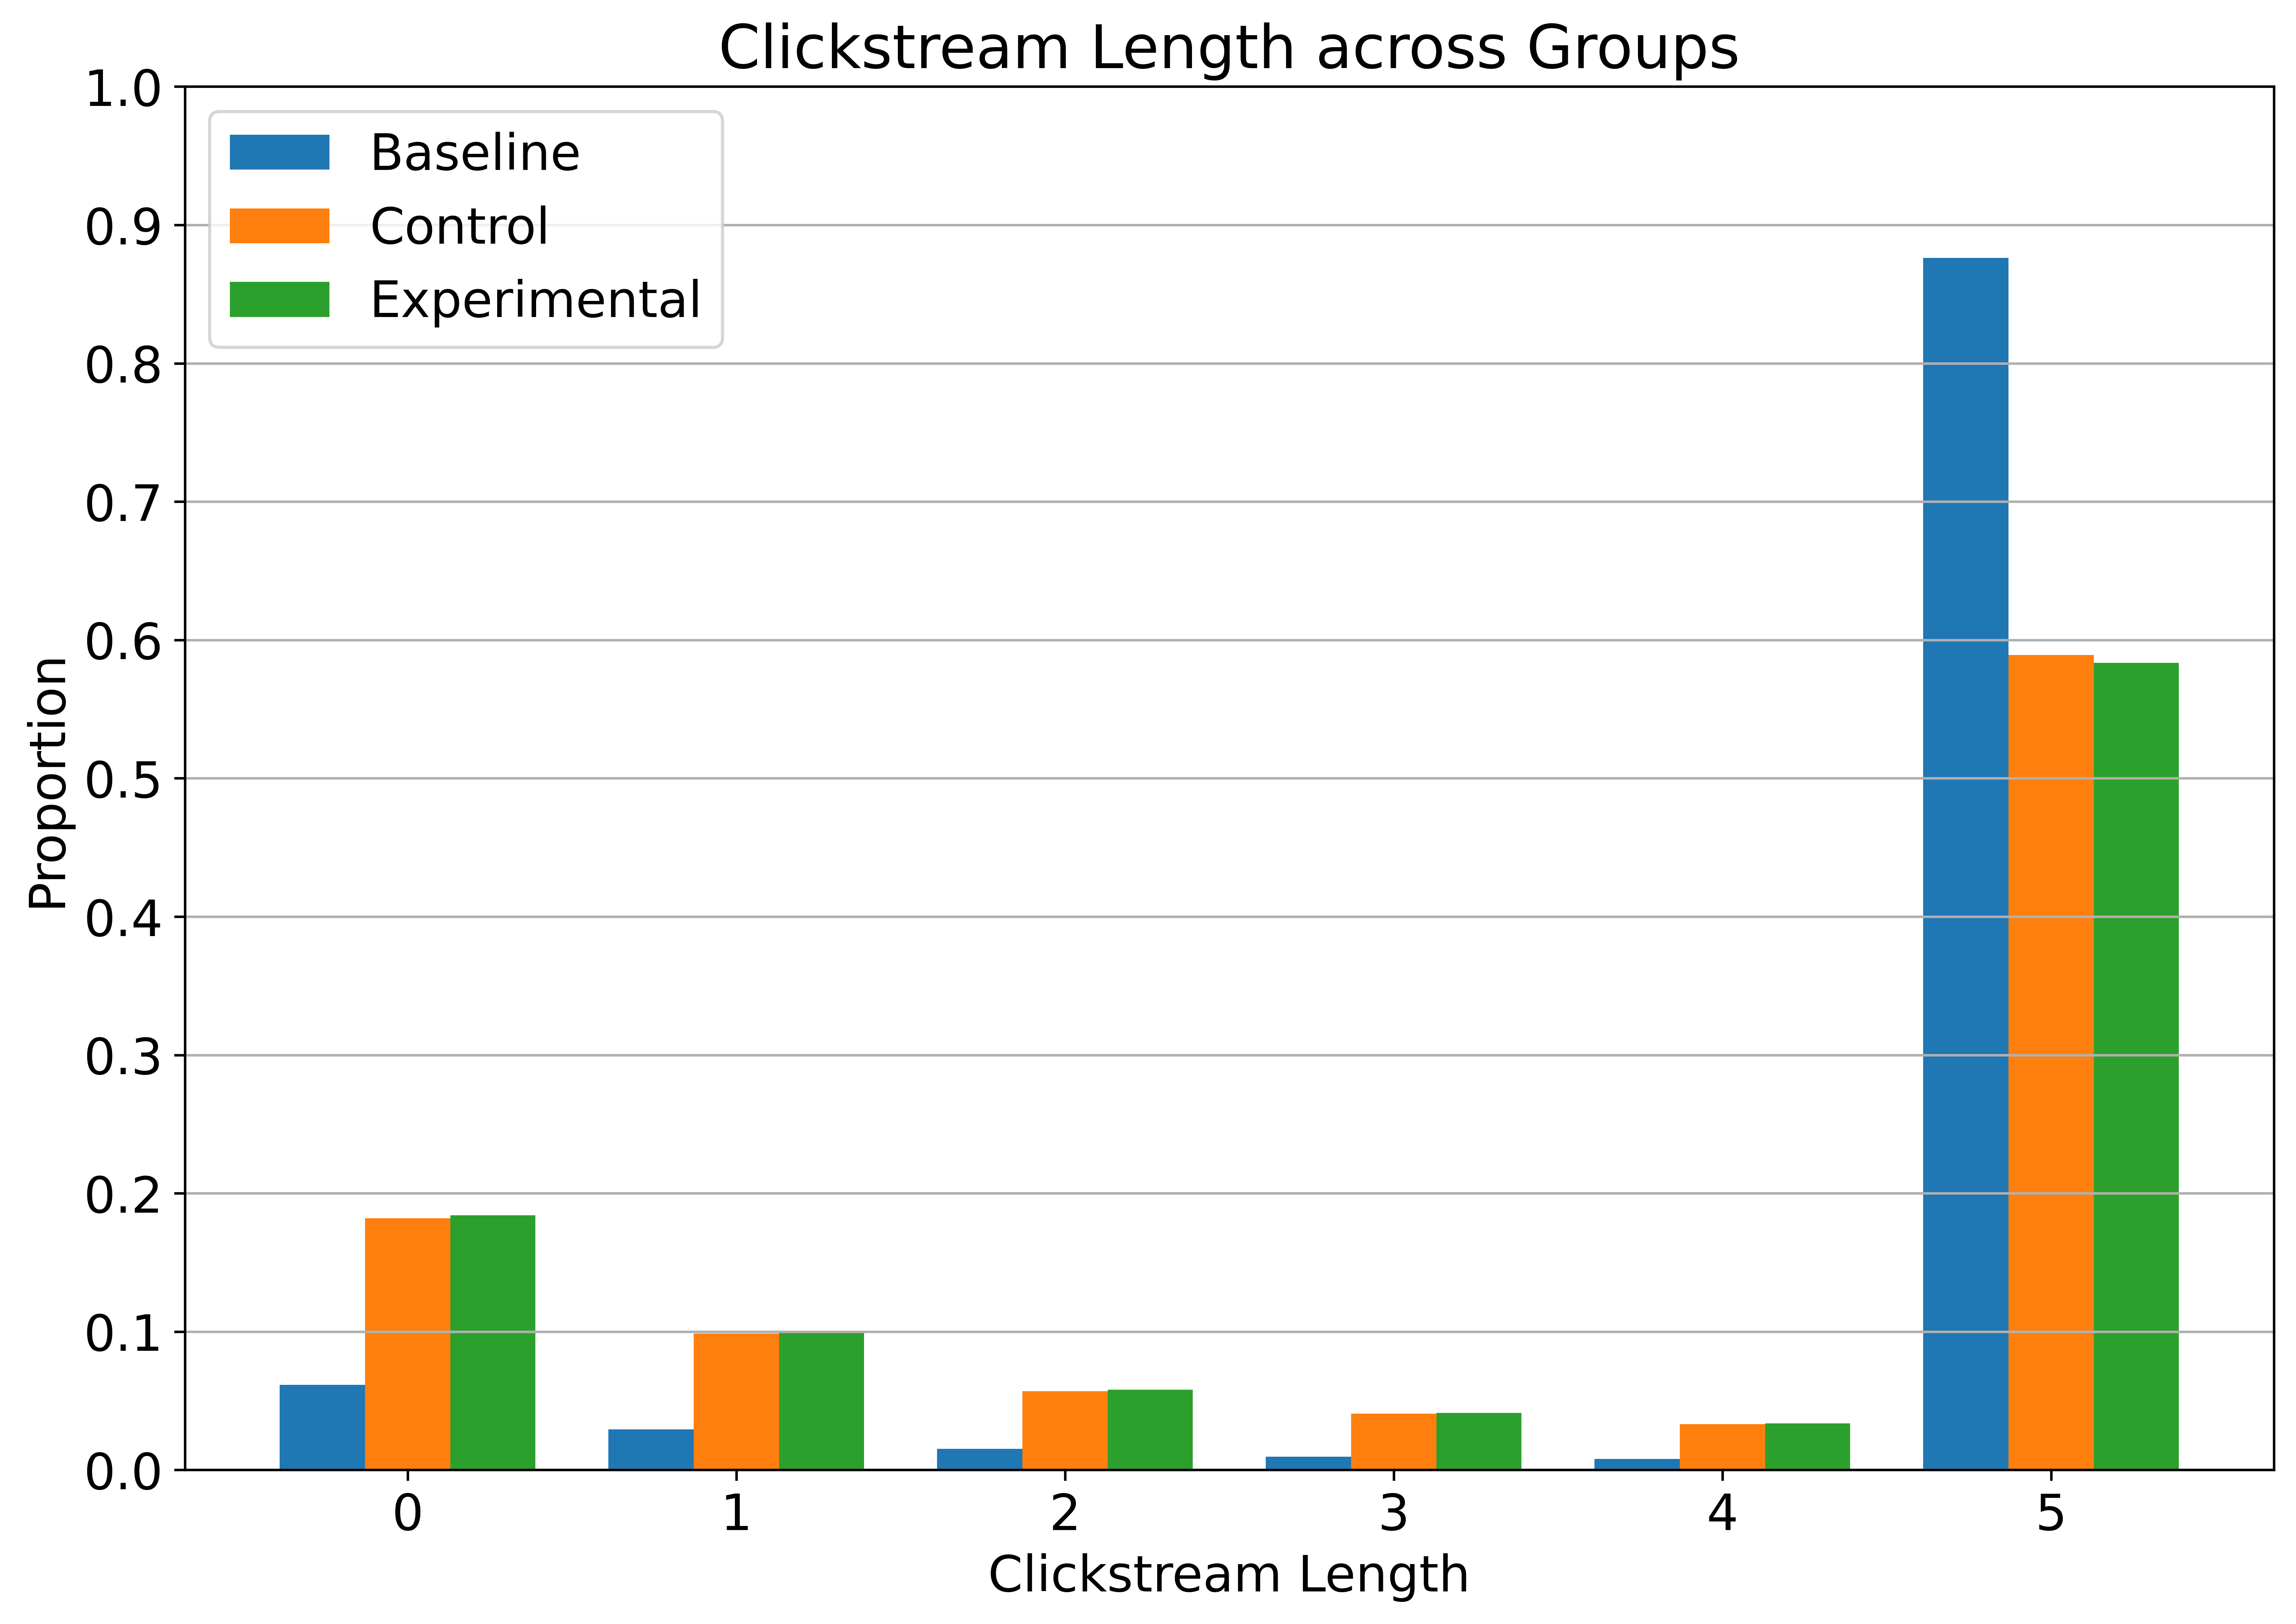 Clickstream Length across Groups
1.0
0.9
0.8
0.7
0.6
0.5
0.4
0.3
0.2
0.1
0.0
Proportion
Baseline
Control
Experimental
0 1 2 3 4 5
Clickstream Length